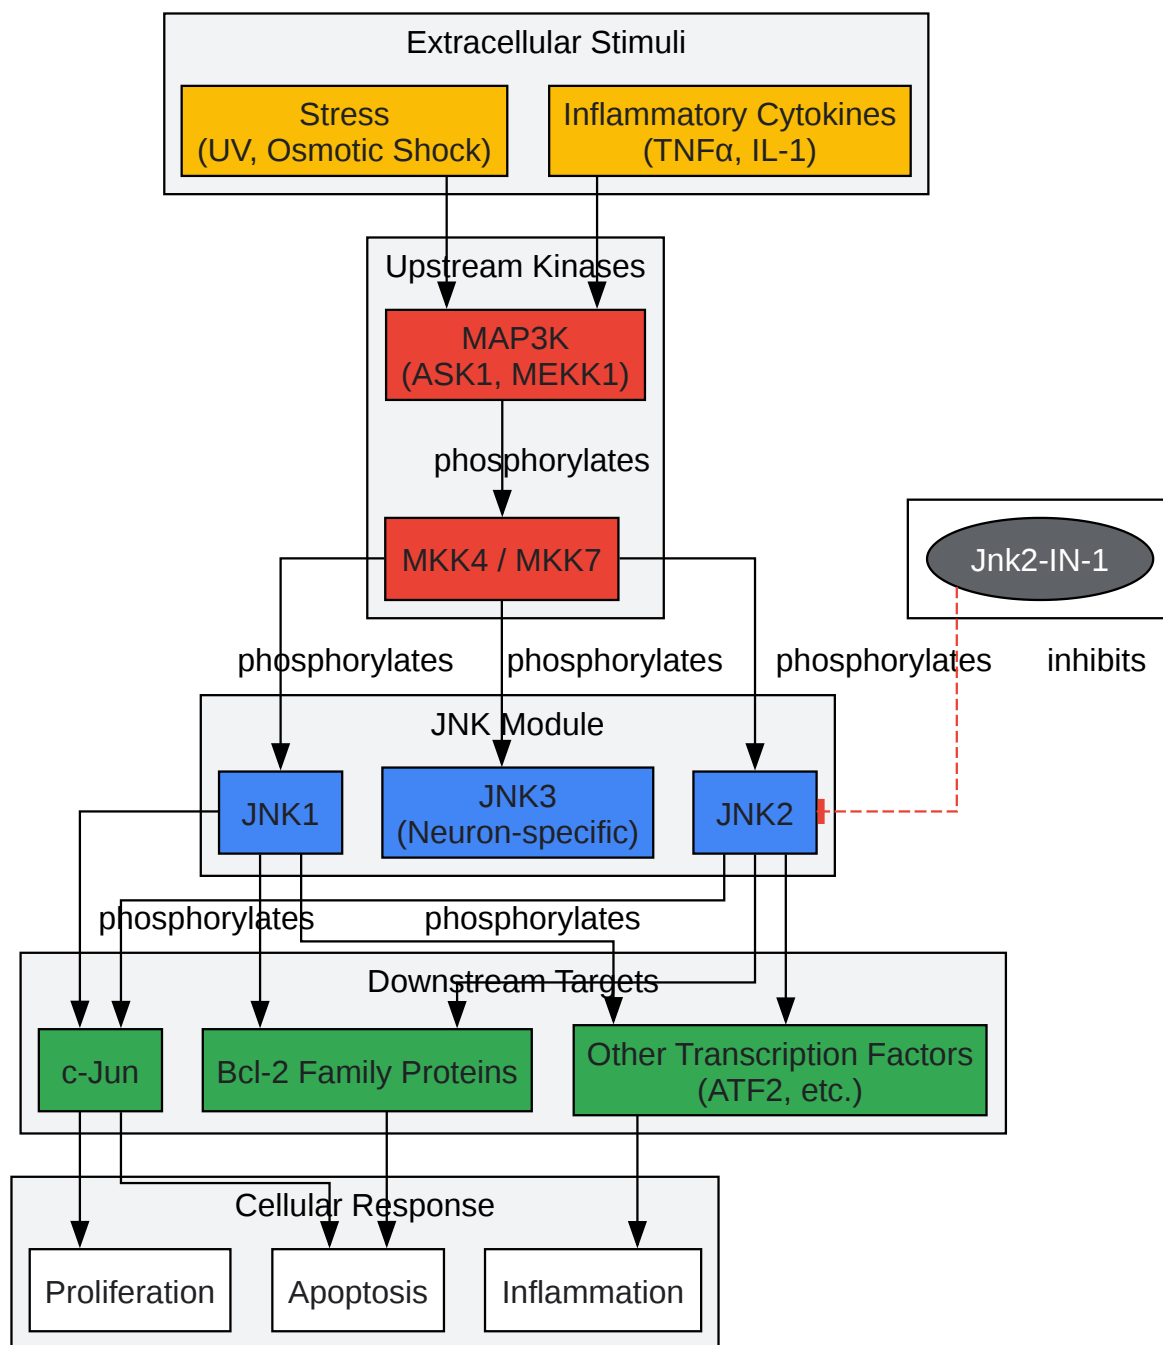 Extracellular Stimuli
Stress
(UV, Osmotic Shock)
Inflammatory Cytokines
(TNFα, IL-1)
Upstream Kinases
MAP3K
(ASK1, MEKK1)
phosphorylates
MKK4 / MKK7
Jnk2-IN-1
phosphorylates
phosphorylates
phosphorylates
inhibits
JNK Module
JNK1
JNK3
(Neuron-specific)
JNK2
phosphorylates
phosphorylates
Downstream Targets
c-Jun
Bcl-2 Family Proteins
Other Transcription Factors
(ATF2, etc.)
Cellular Response
Proliferation
Apoptosis
Inflammation